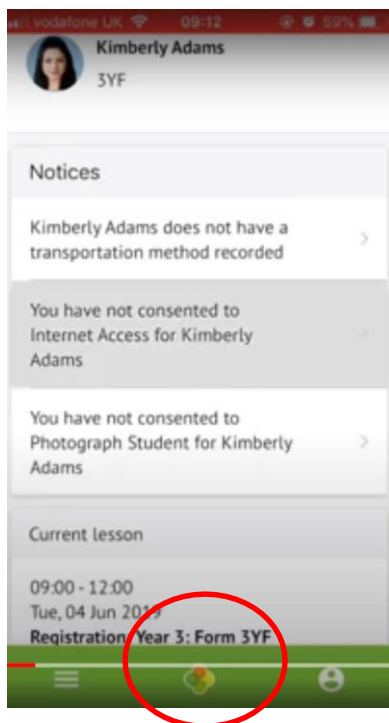 vodafone UK 09:12 59%
Kimberly Adams
3YF
Notices
Kimberly Adams does not have a
transportation method recorded
You have not consented to
Internet Access for Kimberly
Adams
You have not consented to
Photograph Student for Kimberly
Adams
Current lesson
09:00 - 12:00
Tue, 04 Jun 2019
Registration: Year 3: Form 3YF